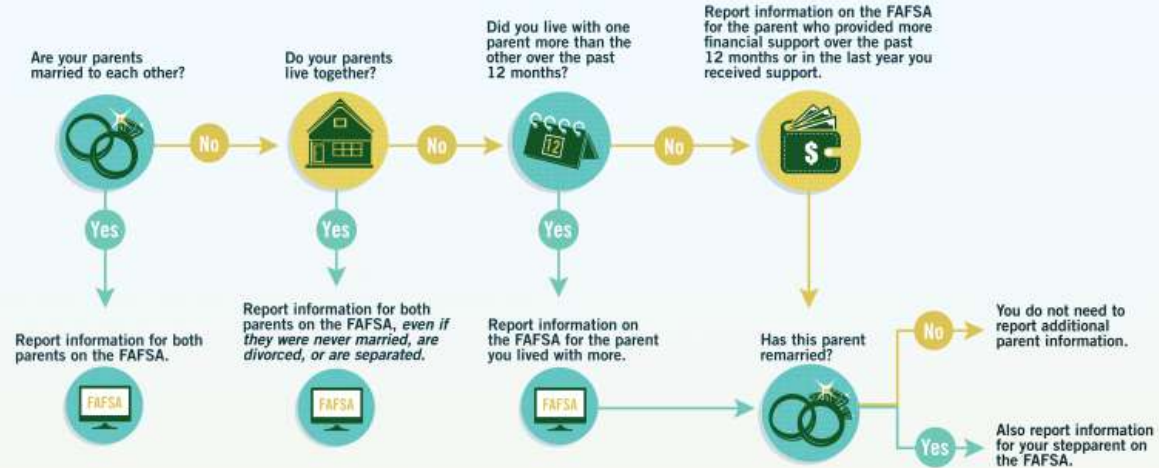 Are your parents
married to each other?
No
Yes
Report information for both
parents on the FAFSA.
FAFSA
Do your parents
live together?
No
Yes
Report information for both
parents on the FAFSA, even if
they were never married, are
divorced, or are separated.
FAFSA
Did you live with one
parent more than the
other over the past
12 months?
12
No
Yes
Report information on
the FAFSA for the parent
you lived with more.
FAFSA
Report information on the FAFSA
for the parent who provided more
financial support over the past
12 months or in the last year you
received support.
$
Has this parent
remarried?
No
You do not need to
report additional
parent information.
Yes
Also report information
for your stepparent on
the FAFSA.